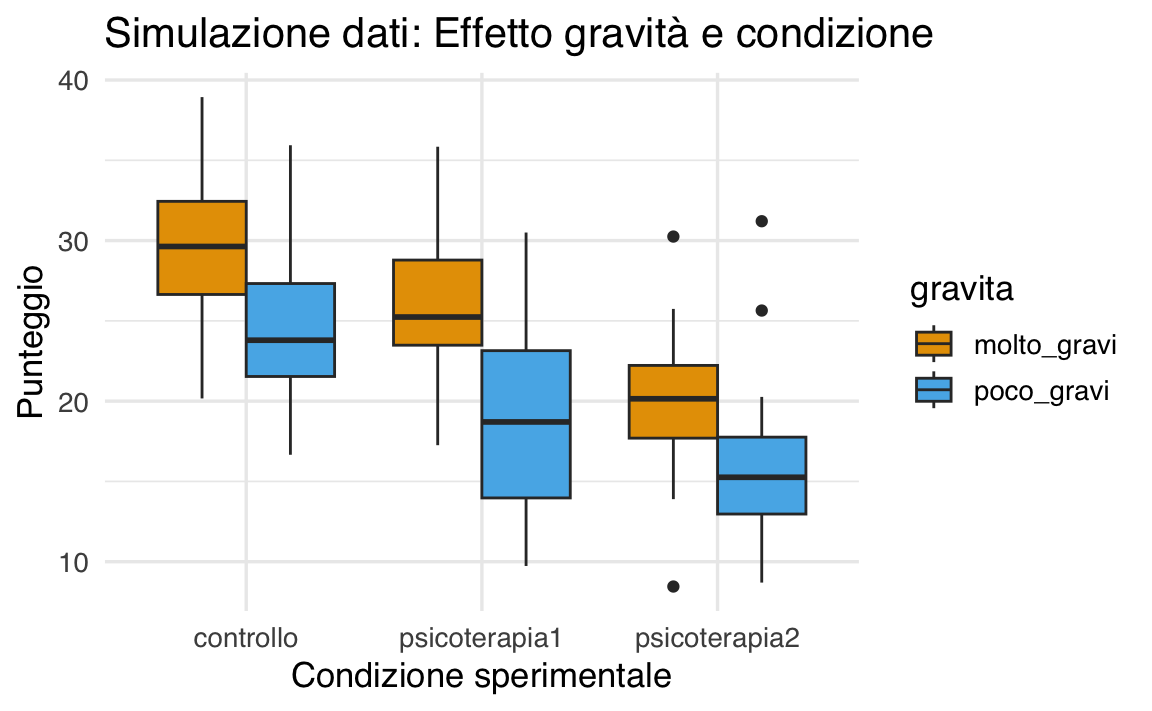 Simulazione dati: Effetto gravità e condizione
40
30
20
10
Punteggio
controllo psicoterapia1 psicoterapia2
Condizione sperimentale
gravita
molto_gravi
poco_gravi